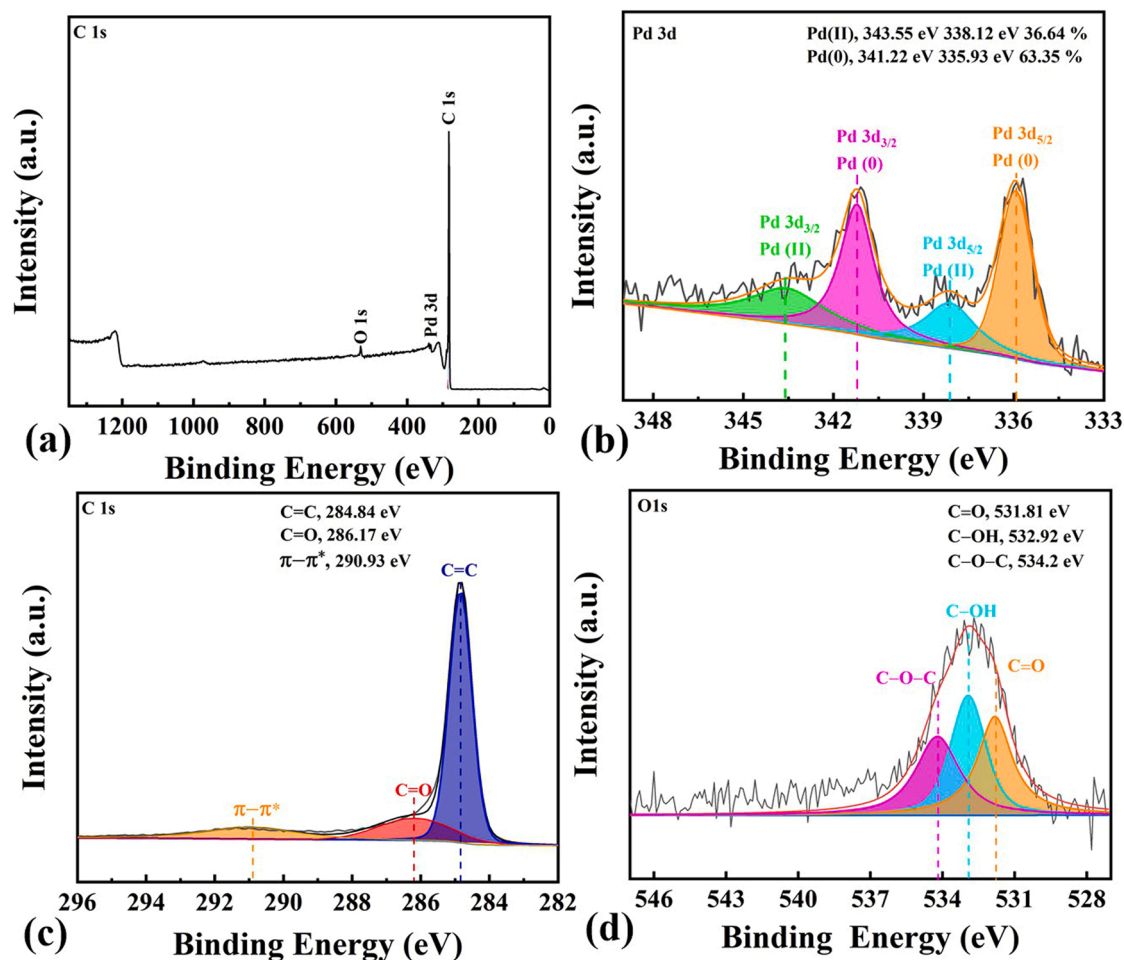 C 1s
C 1s
O 1s
Pd 3d
Intensity (a.u.)
1200 1000 800 600 400 200 0
(a)
Binding Energy (eV)
Pd 3d
Pd(II), 343.55 eV 338.12 eV 36.64 %
Pd(0), 341.22 eV 335.93 eV 63.35 %
Pd 3d3/2
Pd (0)
Pd 3d5/2
Pd (0)
Pd 3d3/2
Pd (II)
Pd 3d5/2
Pd (II)
Intensity (a.u.)
348 345 342 339 336 333
(b)
Binding Energy (eV)
C 1s
C=C, 284.84 eV
C=O, 286.17 eV
π–π*, 290.93 eV
C=C
C=O
π–π*
Intensity (a.u.)
296 294 292 290 288 286 284 282
(c)
Binding Energy (eV)
O1s
C=O, 531.81 eV
C–OH, 532.92 eV
C–O–C, 534.2 eV
C–OH
C–O–C
C=O
Intensity (a.u.)
546 543 540 537 534 531 528
(d)
Binding Energy (eV)